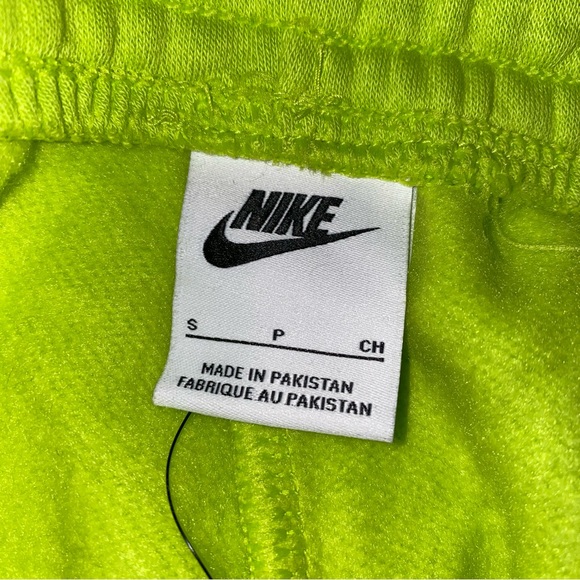 NIKE
S P CH
MADE IN PAKISTAN
FABRIQUE AU PAKISTAN